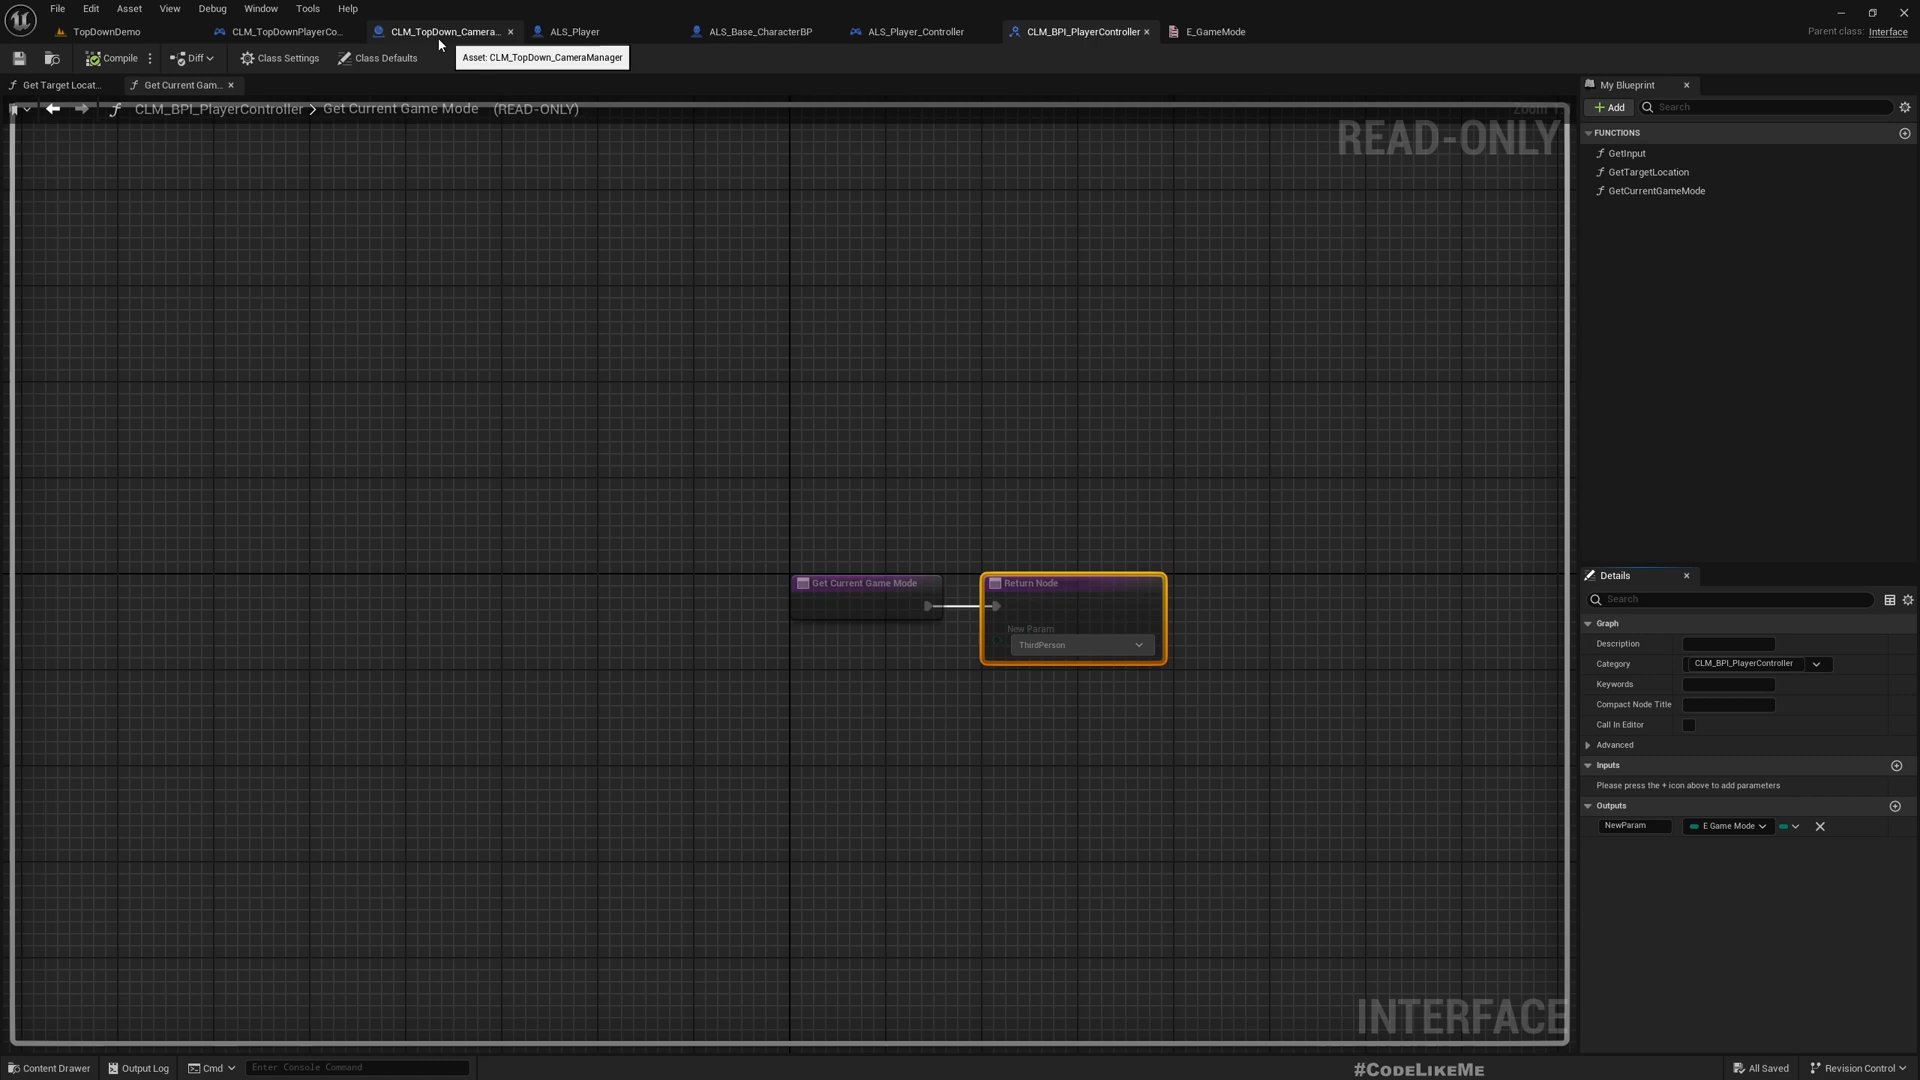 File Edit Asset View Debug Window Tools Help
TopDownDemo CLM_TopDownPlayerCo... CLM_TopDown_Camera... ALS_Player ALS_Base_CharacterBP ALS_Player_Controller CLM_BPI_PlayerController E_GameMode Parent class: Interface
Compile Diff Class Settings Class Defaults Asset: CLM_TopDown_CameraManager
Get Target Locat... Get Current Gam... My Blueprint
CLM_BPI_PlayerController > Get Current Game Mode (READ-ONLY)
Add Search
READ-ONLY
FUNCTIONS
GetInput
GetTargetLocation
GetCurrentGameMode
Details
Get Current Game Mode Return Node
Search
Graph
New Param
ThirdPerson
Description
Category CLM_BPI_PlayerController
Keywords
Compact Node Title
Call In Editor
Advanced
Inputs
Please press the + icon above to add parameters
Outputs
NewParam E Game Mode
INTERFACE
Content Drawer Output Log Cmd Enter Console Command #CodeLikeMe All Saved Revision Control